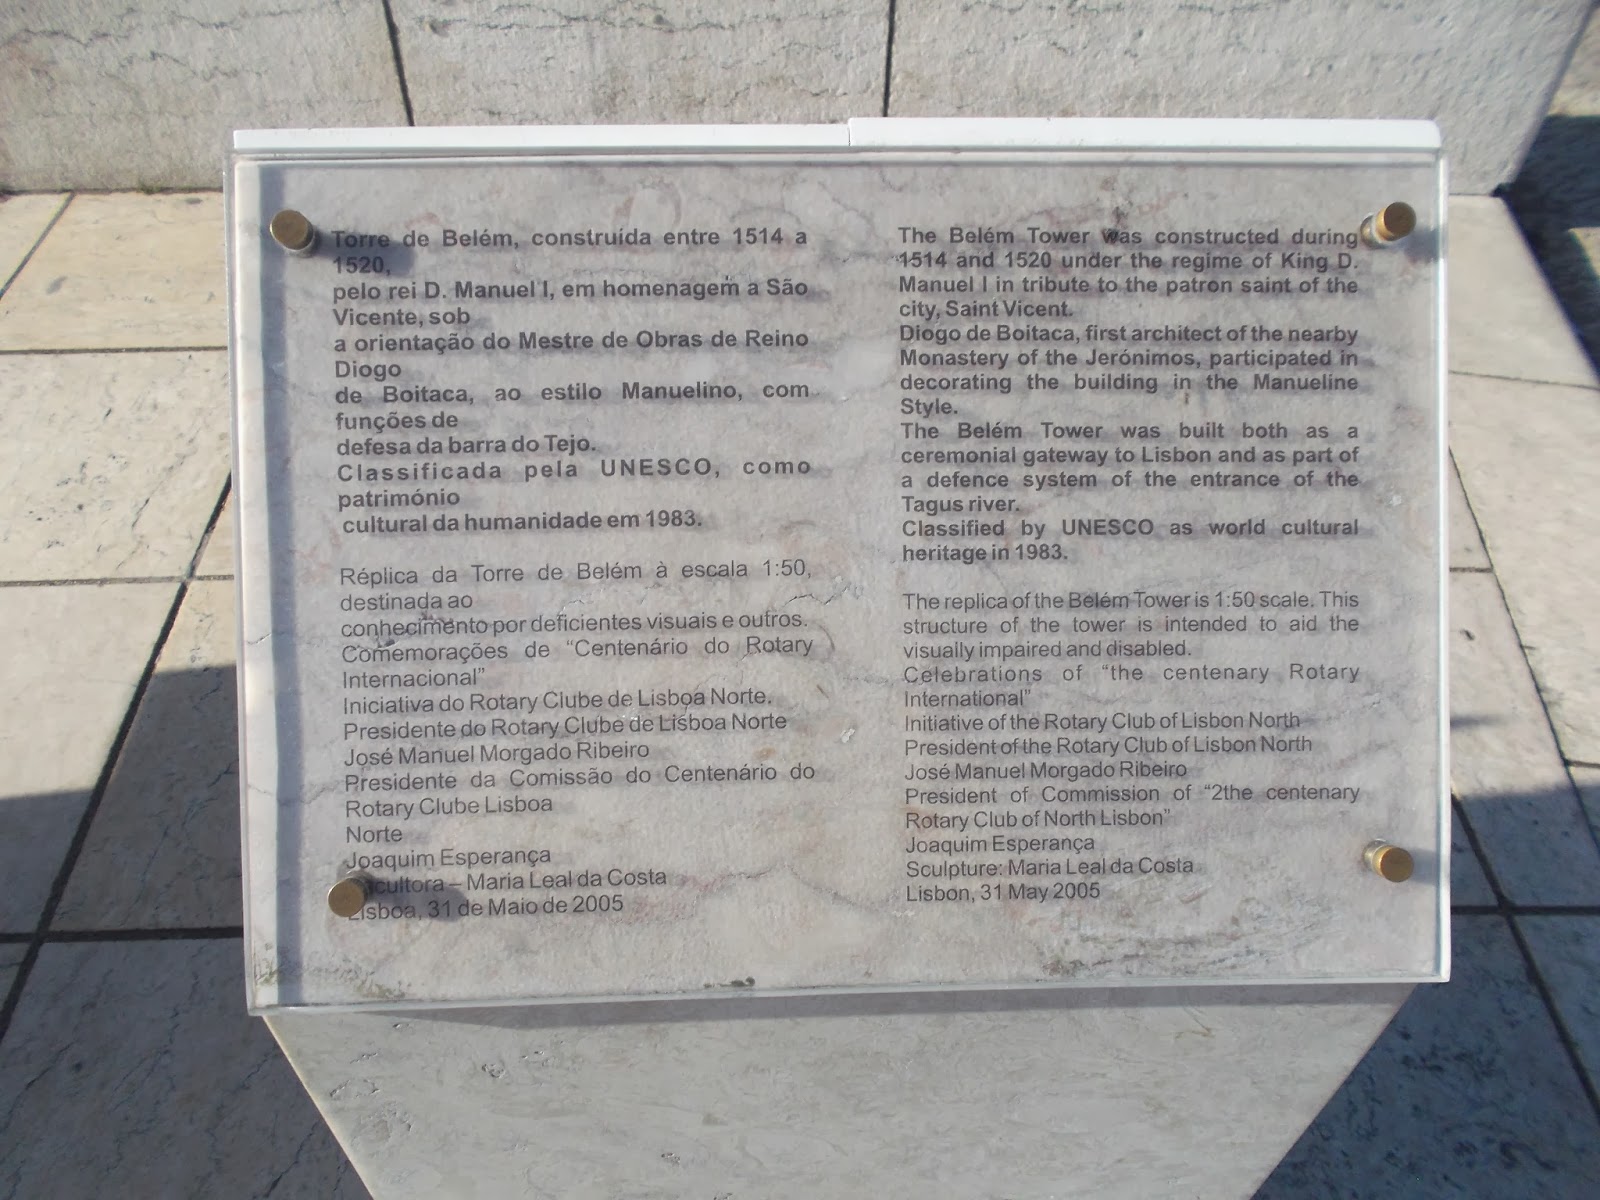 Torre de Belém, construída entre 1514 a
1520,
pelo rei D. Manuel I, em homenagem a São
Vicente, sob
a orientação do Mestre de Obras de Reino
Diogo
de Boitaca, ao estilo Manuelino, com
funções de
defesa da barra do Tejo.
Classificada pela UNESCO, como
património
cultural da humanidade em 1983.
Réplica da Torre de Belém à escala 1:50,
destinada ao
conhecimento por deficientes visuais e outros.
Comemorações de “Centenário do Rotary
Internacional”
Iniciativa do Rotary Clube de Lisboa Norte.
Presidente do Rotary Clube de Lisboa Norte
José Manuel Morgado Ribeiro
Presidente da Comissão do Centenário do
Rotary Clube Lisboa
Norte
Joaquim Esperança
– Maria Leal da Costa
Lisboa, 31 de Maio de 2005
The Belém Tower was constructed during
1514 and 1520 under the regime of King D.
Manuel I in tribute to the patron saint of the
city, Saint Vicent.
Diogo de Boitaca, first architect of the nearby
Monastery of the Jerónimos, participated in
decorating the building in the Manueline
Style.
The Belém Tower was built both as a
ceremonial gateway to Lisbon and as part of
a defence system of the entrance of the
Tagus river.
Classified by UNESCO as world cultural
heritage in 1983.
The replica of the Belém Tower is 1:50 scale. This
structure of the tower is intended to aid the
visually impaired and disabled.
Celebrations of “the centenary Rotary
International”
Initiative of the Rotary Club of Lisbon North
President of the Rotary Club of Lisbon North
José Manuel Morgado Ribeiro
President of Commission of “2the centenary
Rotary Club of North Lisbon”
Joaquim Esperança
Sculpture: Maria Leal da Costa
Lisbon, 31 May 2005